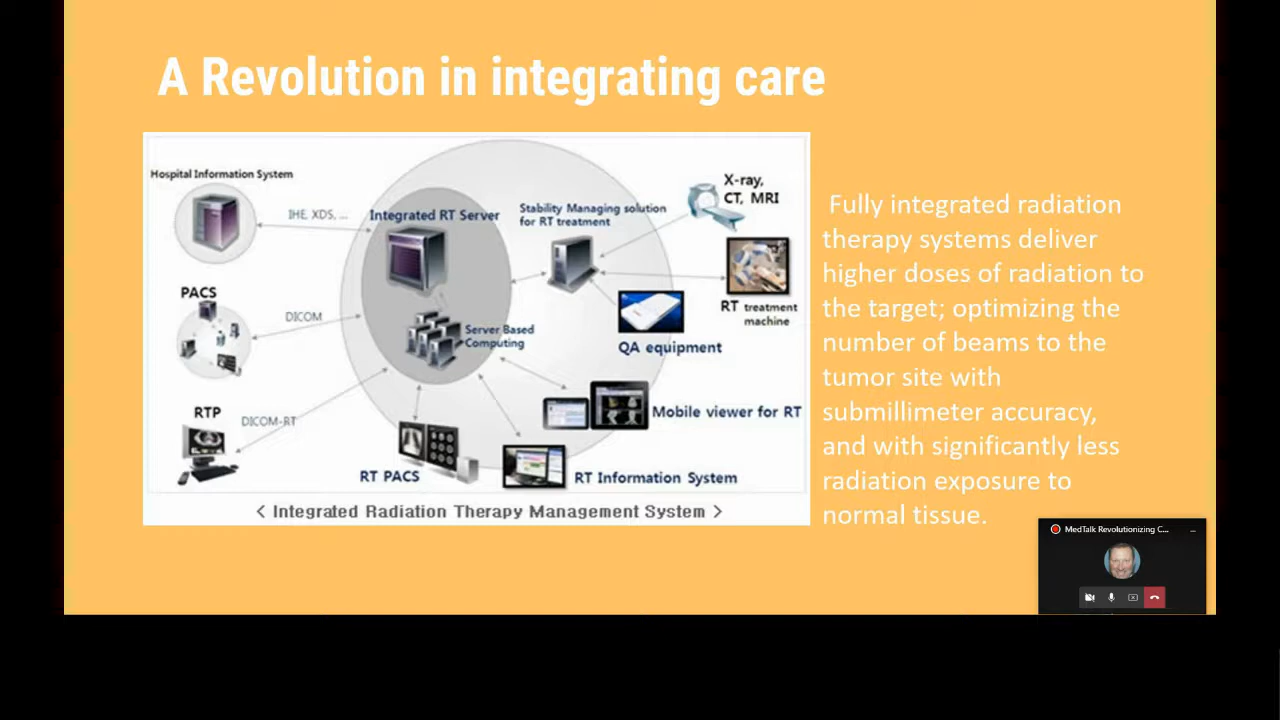 A Revolution in integrating care
Hospital Information System
IHE, XDS, ...
Integrated RT Server
Stability Managing solution
for RT treatment
X-ray,
CT, MRI
PACS
DICOM
Server Based
Computing
RT treatment
machine
QA equipment
RTP
DICOM-RT
Mobile viewer for RT
RT PACS
RT Information System
< Integrated Radiation Therapy Management System >
Fully integrated radiation
therapy systems deliver
higher doses of radiation to
the target; optimizing the
number of beams to the
tumor site with
submillimeter accuracy,
and with significantly less
radiation exposure to
normal tissue.
MedTalk Revolutionizing C...